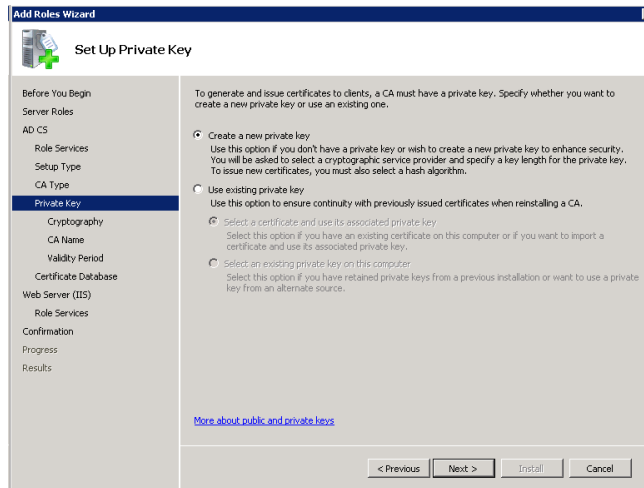 Add Roles Wizard
Set Up Private Key
Before You Begin
Server Roles
AD CS
Role Services
Setup Type
CA Type
Private Key
Cryptography
CA Name
Validity Period
Certificate Database
Web Server (IIS)
Role Services
Confirmation
Progress
Results
To generate and issue certificates to clients, a CA must have a private key. Specify whether you want to
create a new private key or use an existing one.
Create a new private key
Use this option if you don't have a private key or wish to create a new private key to enhance security.
You will be asked to select a cryptographic service provider and specify a key length for the private key.
To issue new certificates, you must also select a hash algorithm.
Use existing private key
Use this option to ensure continuity with previously issued certificates when reinstalling a CA.
Select a certificate and use its associated private key
Select this option if you have an existing certificate on this computer or if you want to import a
certificate and use its associated private key.
Select an existing private key on this computer
Select this option if you have retained private keys from a previous installation or want to use a private
key from an alternate source.
More about public and private keys
< Previous
Next >
Install
Cancel